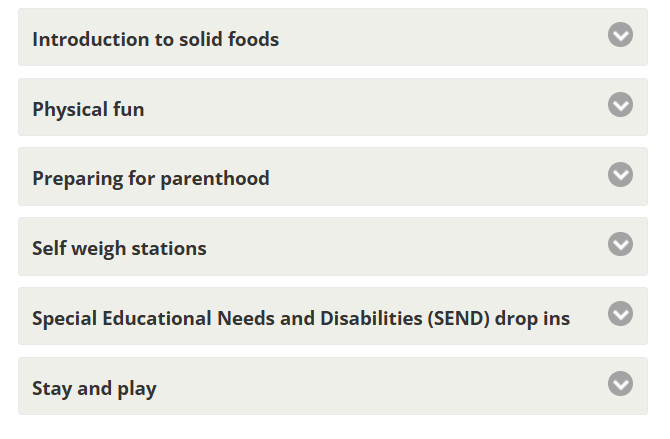 Introduction to solid foods
Physical fun
Preparing for parenthood
Self weigh stations
Special Educational Needs and Disabilities (SEND) drop ins
Stay and play